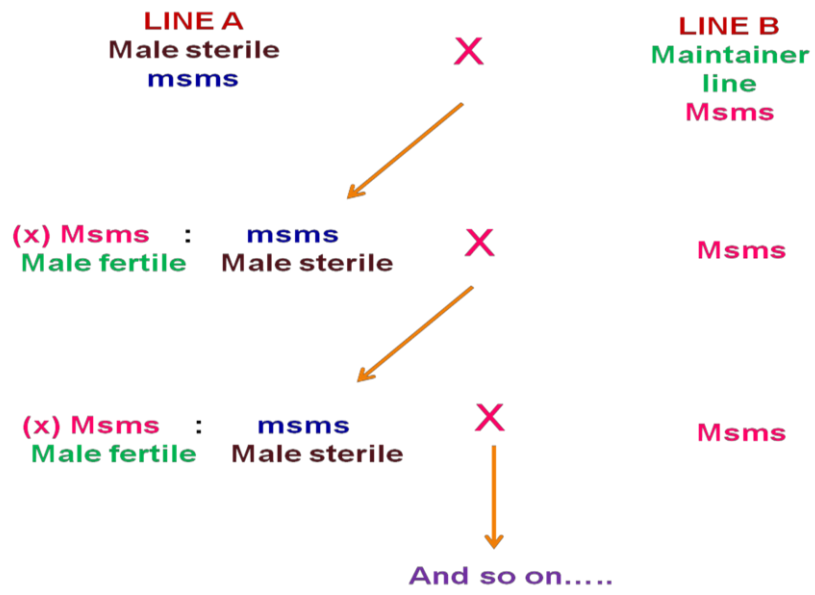 LINE A
Male sterile
msms
X
LINE B
Maintainer
line
Msms
(x) Msms : msms
Male fertile Male sterile
X
Msms
(x) Msms : msms
Male fertile Male sterile
X
Msms
And so on.....